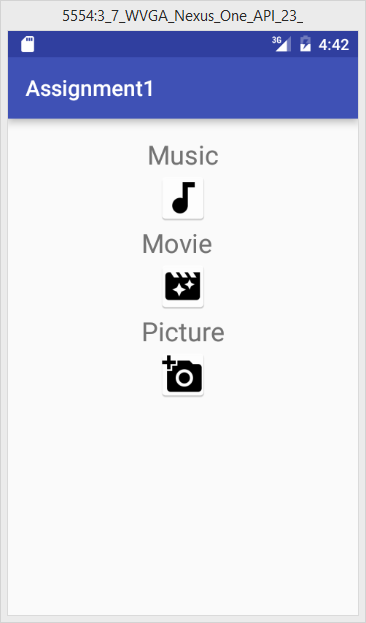 5554:3_7_WVGA_Nexus_One_API_23_
3G 4:42
Assignment1
Music
Movie
Picture